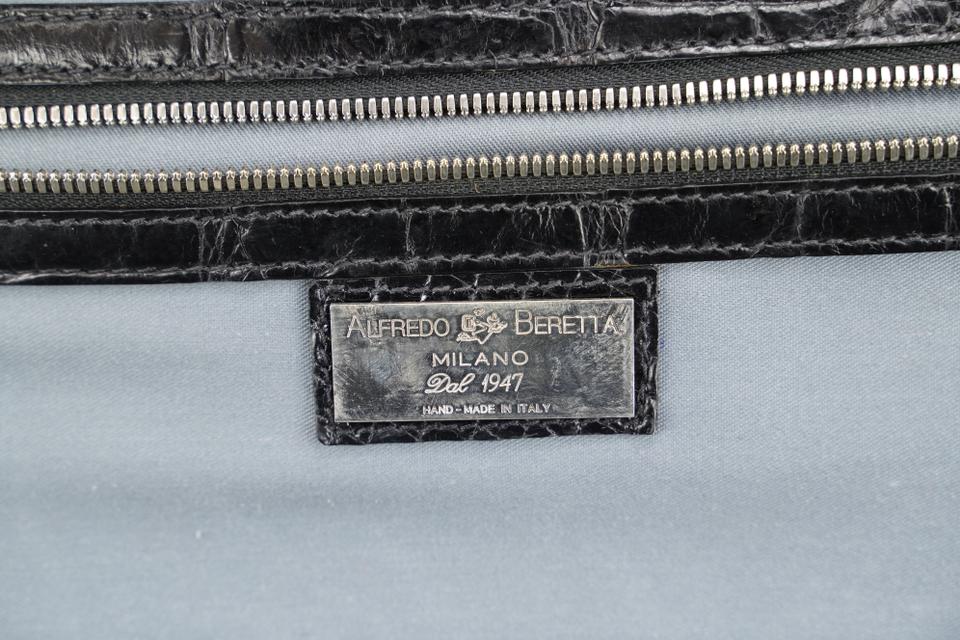 ALFREDO BERETTA
MILANO
Dal 1947
HAND-MADE IN ITALY